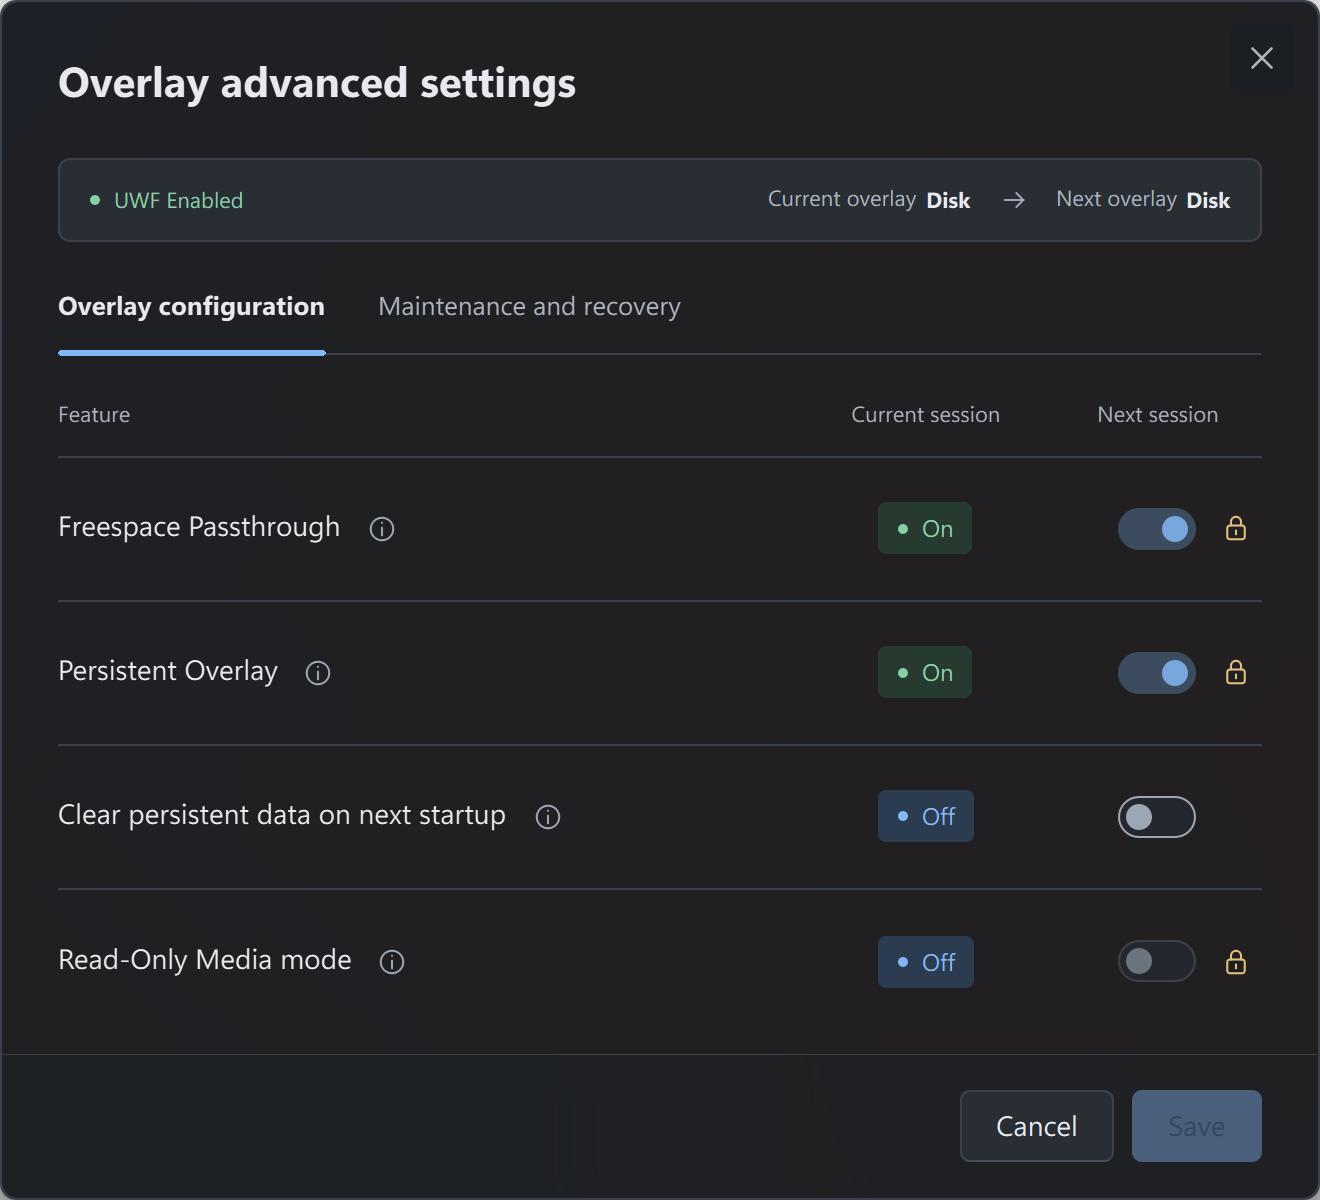 Overlay advanced settings
UWF Enabled
Current overlay Disk → Next overlay Disk
Overlay configuration Maintenance and recovery
Feature Current session Next session
Freespace Passthrough On
Persistent Overlay On
Clear persistent data on next startup Off
Read-Only Media mode Off
Cancel Save